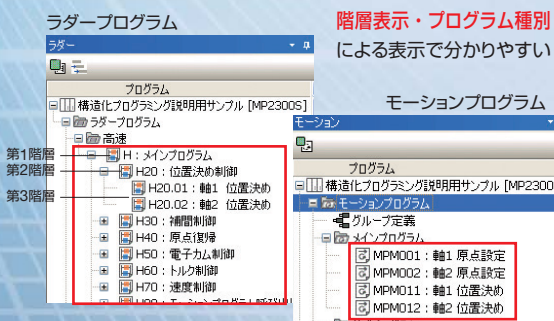 ラダープログラム
階層表示・プログラム種別
による表示で分かりやすい
ラダー
プログラム
構造化プログラミング説明用サンプル [MP2300S]
ラダープログラム
高速
第1階層
H：メインプログラム
第2階層
H20：位置決め制御
第3階層
H20.01：軸1 位置決め
H20.02：軸2 位置決め
H30：補間制御
H40：原点復帰
H50：電子カム制御
H60：トルク制御
H70：速度制御
モーションプログラム
モーション
プログラム
構造化プログラミング説明用サンプル [MP2300
モーションプログラム
グループ定義
メインプログラム
MPM001：軸1 原点設定
MPM002：軸2 原点設定
MPM011：軸1 位置決め
MPM012：軸2 位置決め